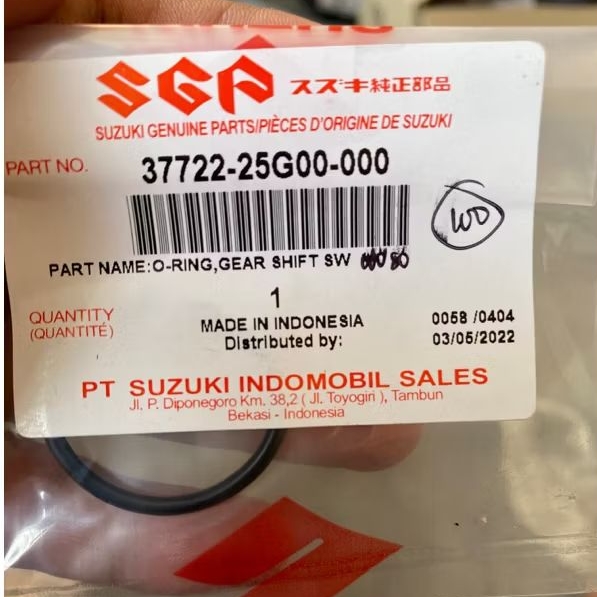 SGP スズキ純正部品
SUZUKI GENUINE PARTS/PIÈCES D'ORIGINE DE SUZUKI
PART NO. 37722-25G00-000
PART NAME:O-RING,GEAR SHIFT SW
QUANTITY
(QUANTITÉ)
1
MADE IN INDONESIA
Distributed by:
0058 /0404
03/05/2022
PT SUZUKI INDOMOBIL SALES
Jl. P. Diponegoro Km. 38,2 ( Jl. Toyogiri ), Tambun
Bekasi - Indonesia